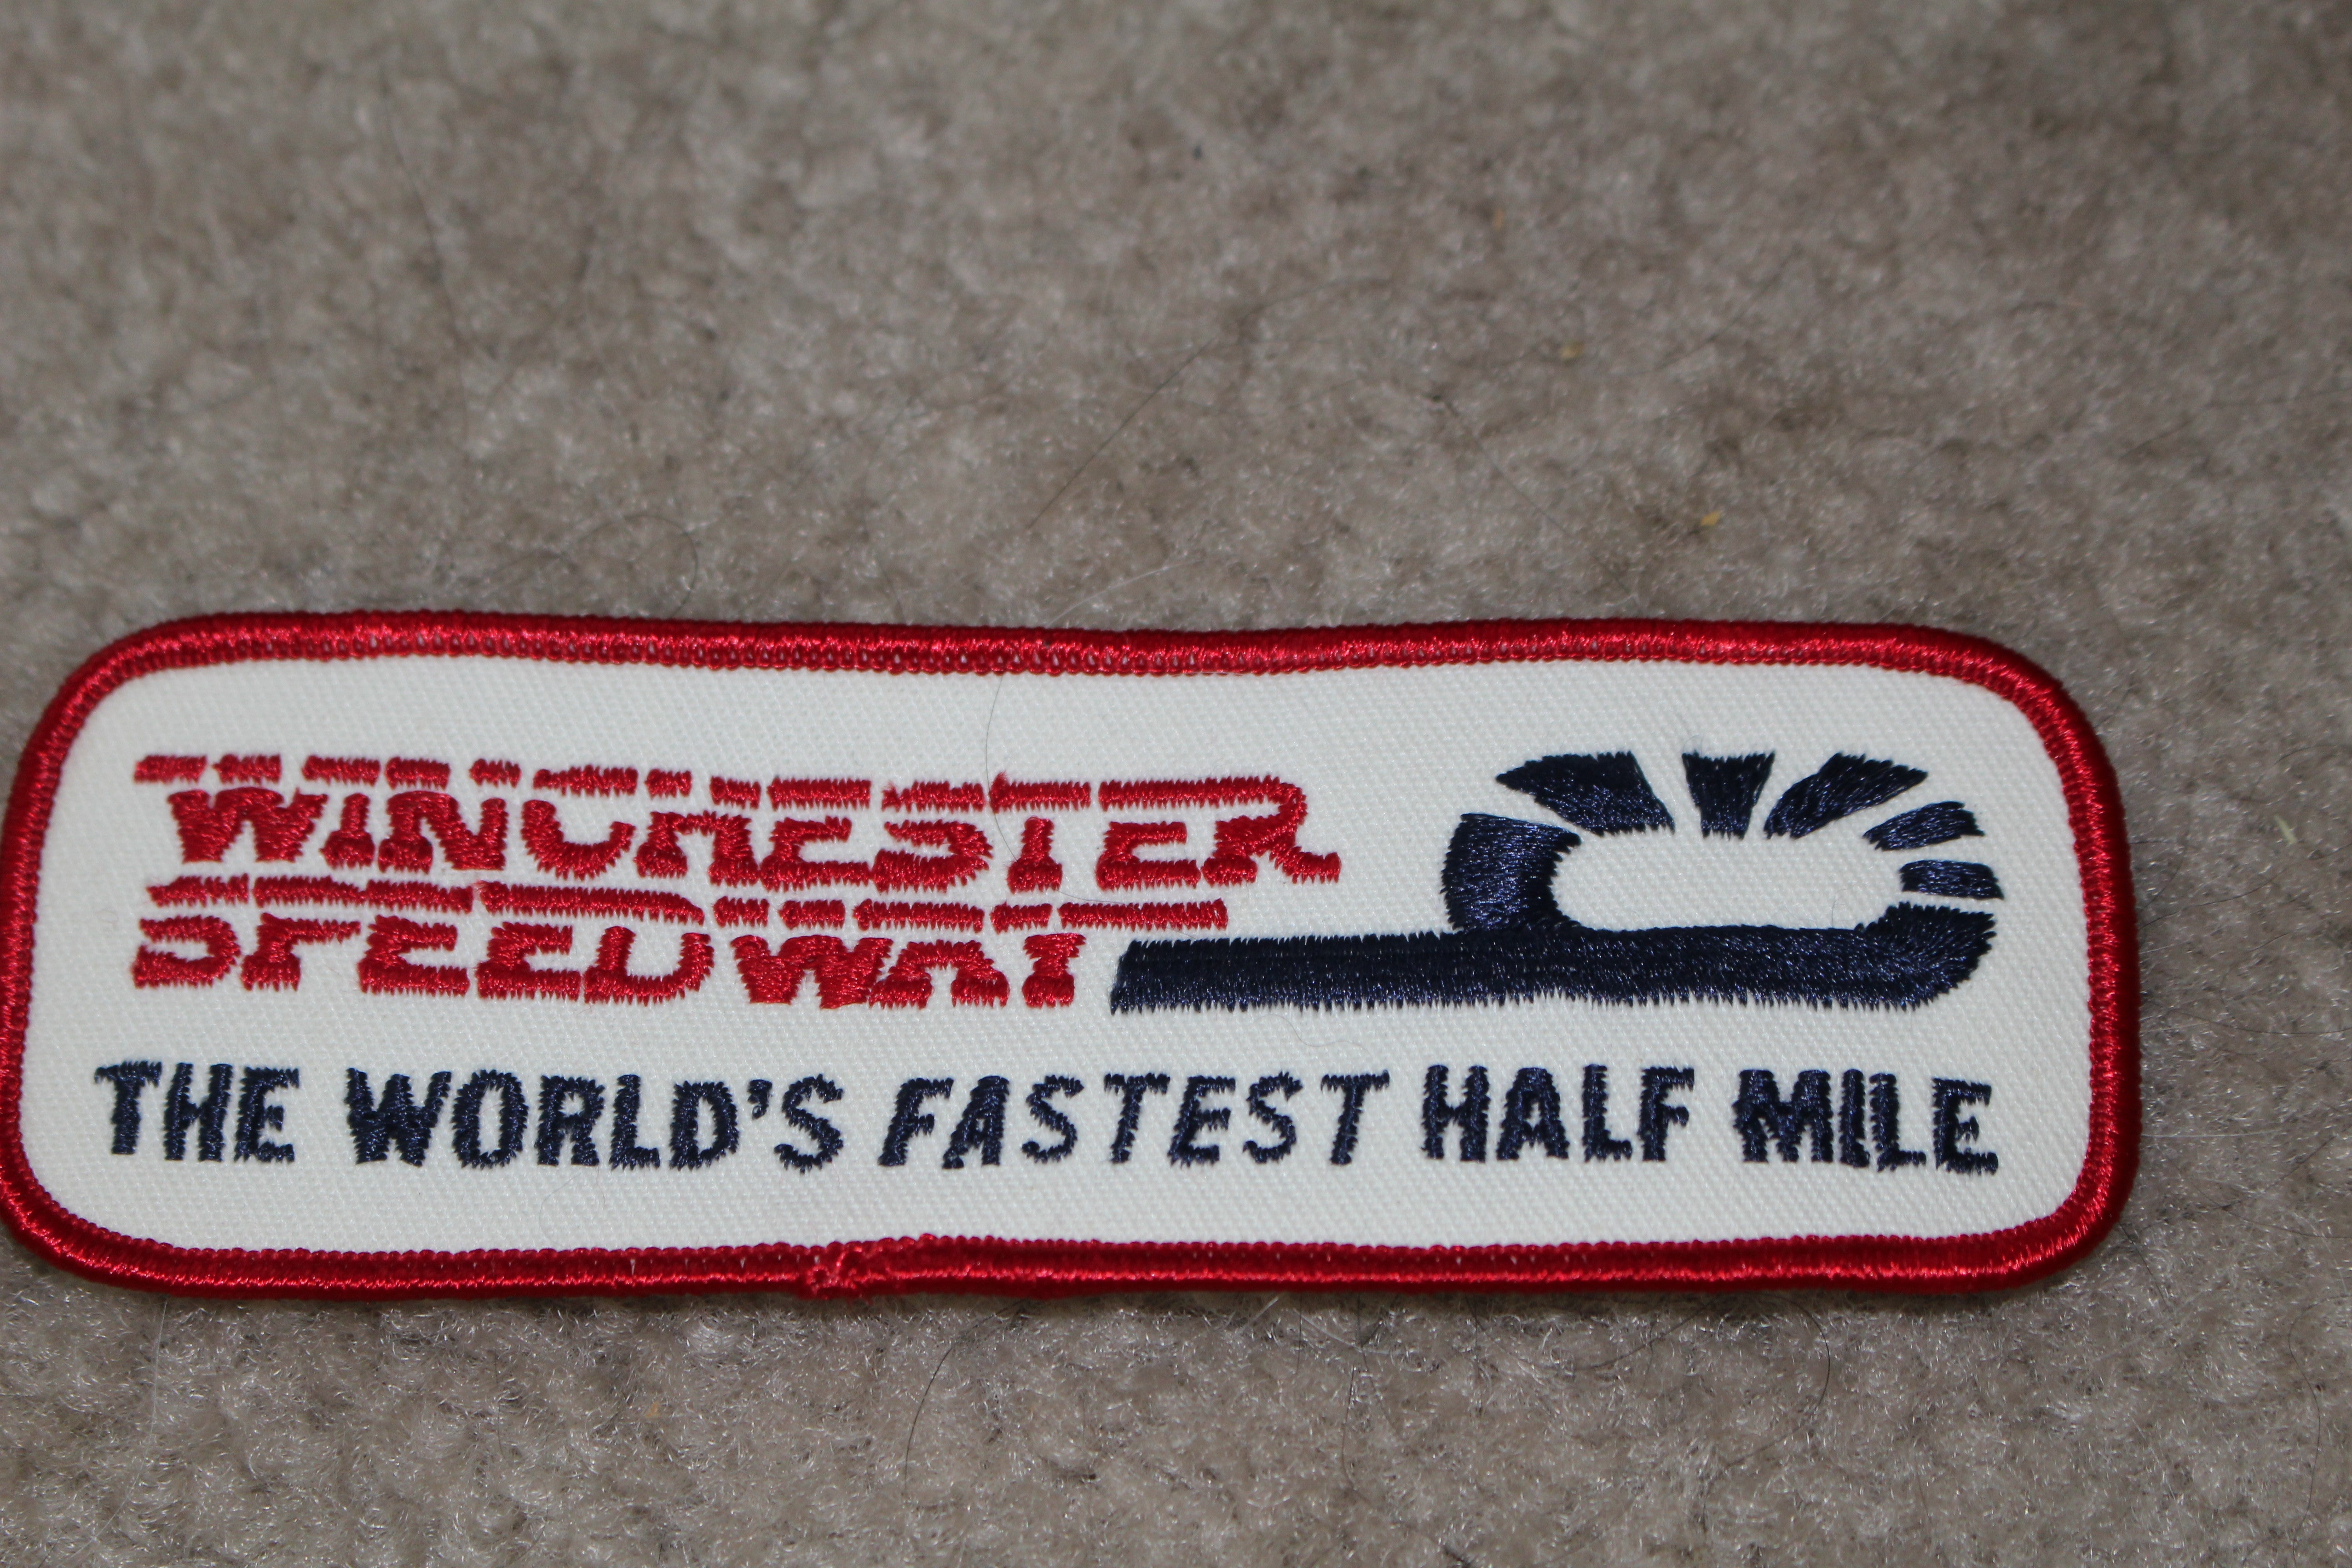 WINCHESTER
SPEEDWAY
THE WORLD'S FASTEST HALF MILE